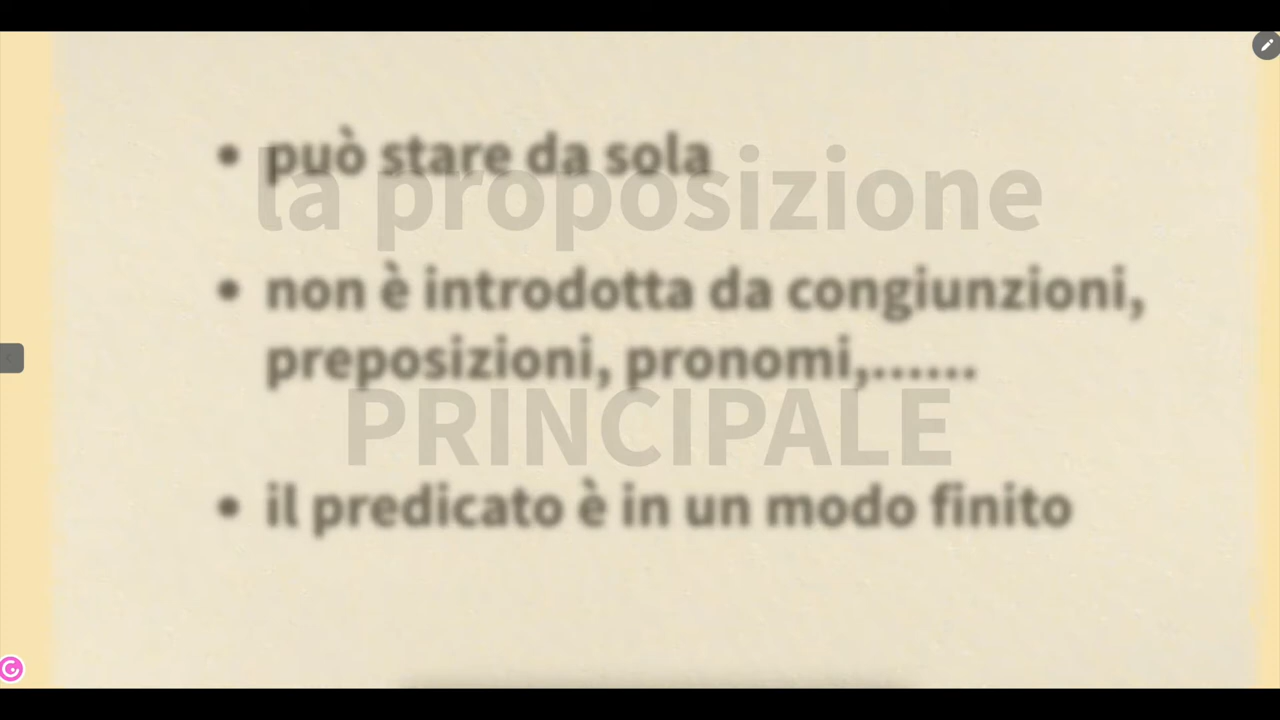 • può stare da sola
la proposizione
• non è introdotta da congiunzioni,
preposizioni, pronomi,......
PRINCIPALE
• il predicato è in un modo finito